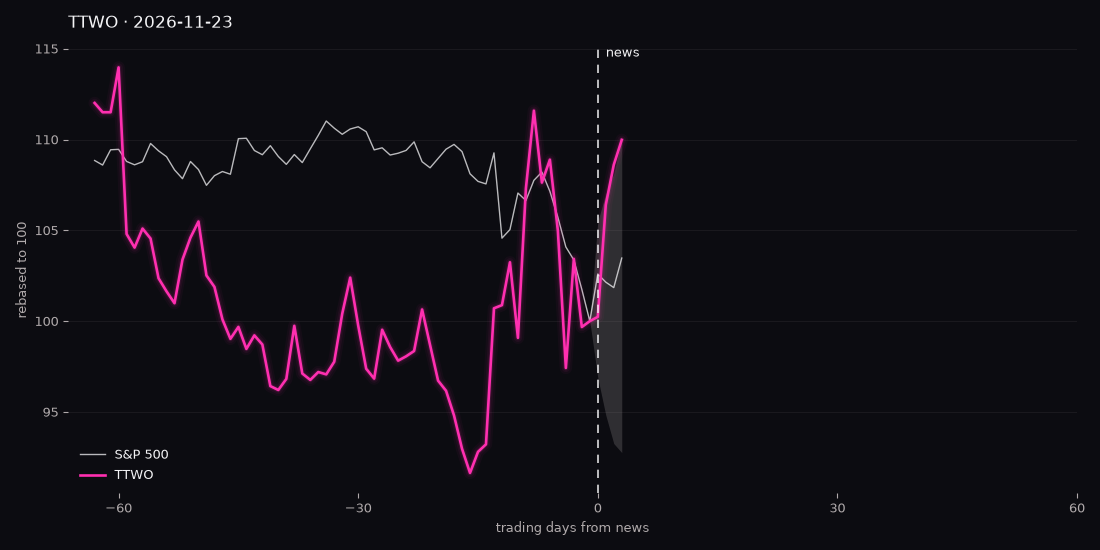 TTWO · 2026-11-23
news
115
110
105
100
95
rebased to 100
S&P 500
TTWO
−60
−30
0
30
60
trading days from news